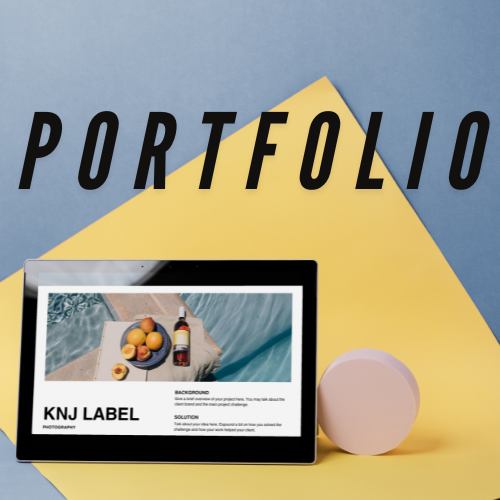 PORTFOLIO
KNJ LABEL
PHOTOGRAPHY
BACKGROUND
Give a brief overview of your project here. You may talk about the
client brand and the main project challenge.
SOLUTION
Talk about your idea here. Expound a bit on how you solved the
challenge and how your work helped your client.